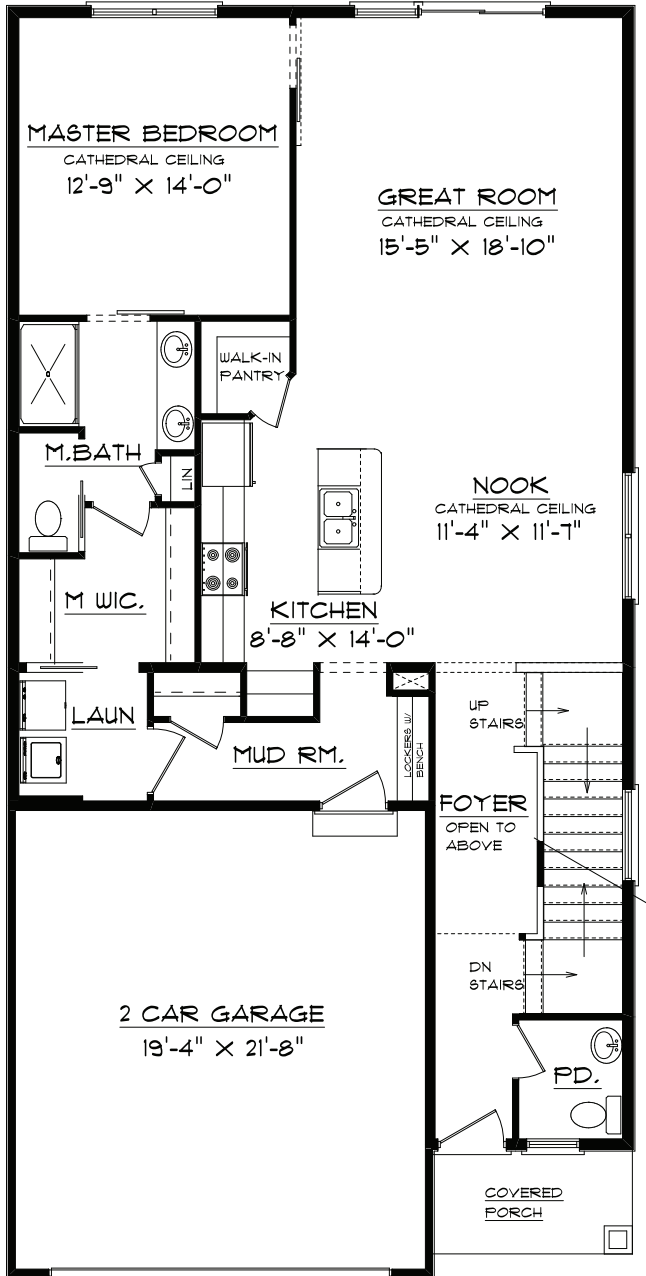 MASTER BEDROOM
CATHEDRAL CEILING
12'-9" X 14'-0"
GREAT ROOM
CATHEDRAL CEILING
15'-5" X 18'-10"
WALK-IN
PANTRY
M.BATH
LIN
NOOK
CATHEDRAL CEILING
11'-4" X 11'-7"
M WIC.
KITCHEN
8'-8" X 14'-0"
LAUN
MUD RM.
LOCKERS W/
BENCH
UP
STAIRS
FOYER
OPEN TO
ABOVE
DN
STAIRS
2 CAR GARAGE
19'-4" X 21'-8"
PD.
COVERED
PORCH